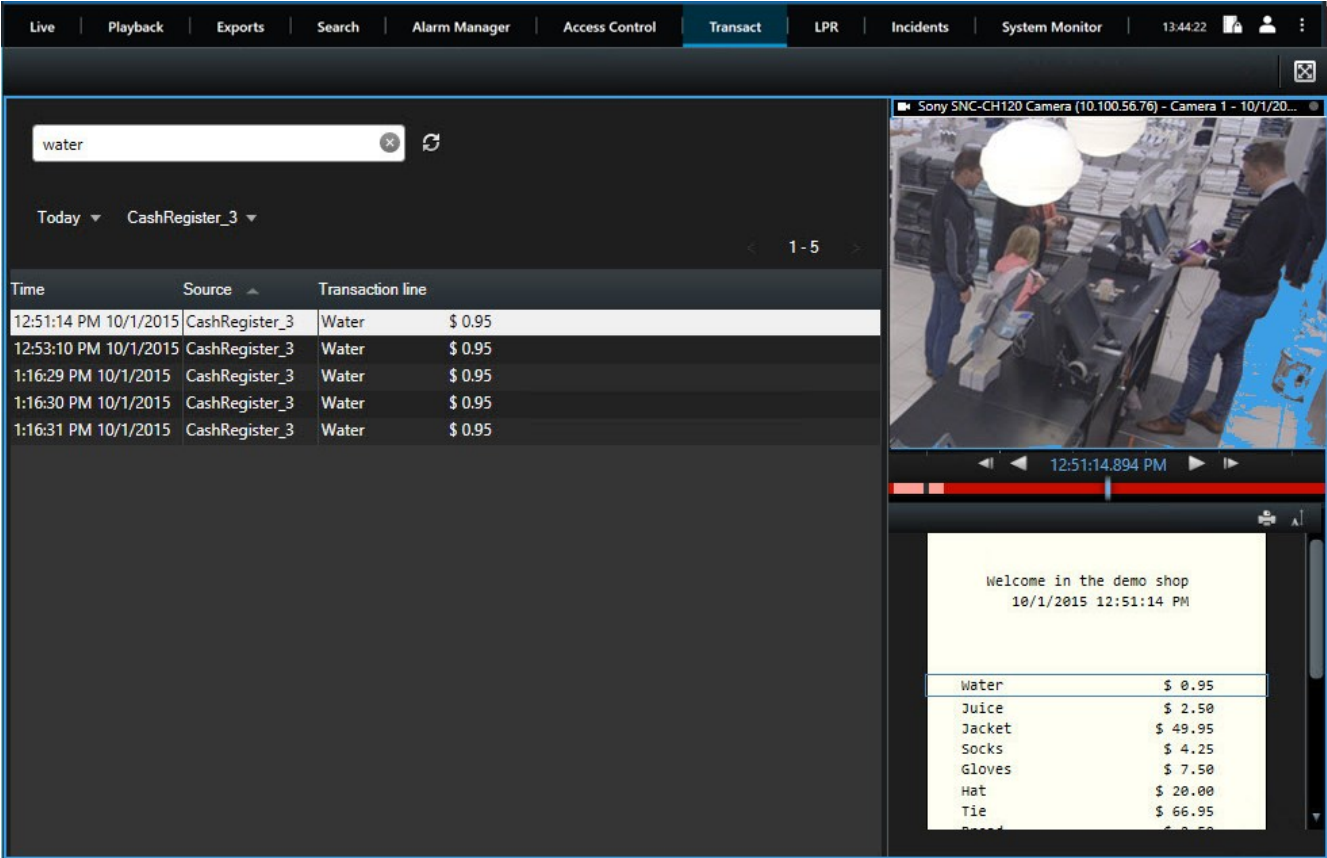 Live Playback Exports Search Alarm Manager Access Control Transact LPR Incidents System Monitor 13:44:22
Sony SNC-CH120 Camera (10.100.56.76) - Camera 1 - 10/1/20...
water
Today CashRegister_3
< 1 - 5 >
Time Source Transaction line
12:51:14 PM 10/1/2015 CashRegister_3 Water $ 0.95
12:53:10 PM 10/1/2015 CashRegister_3 Water $ 0.95
1:16:29 PM 10/1/2015 CashRegister_3 Water $ 0.95
1:16:30 PM 10/1/2015 CashRegister_3 Water $ 0.95
1:16:31 PM 10/1/2015 CashRegister_3 Water $ 0.95
12:51:14.894 PM
Welcome in the demo shop
10/1/2015 12:51:14 PM
Water $ 0.95
Juice $ 2.50
Jacket $ 49.95
Socks $ 4.25
Gloves $ 7.50
Hat $ 20.00
Tie $ 66.95